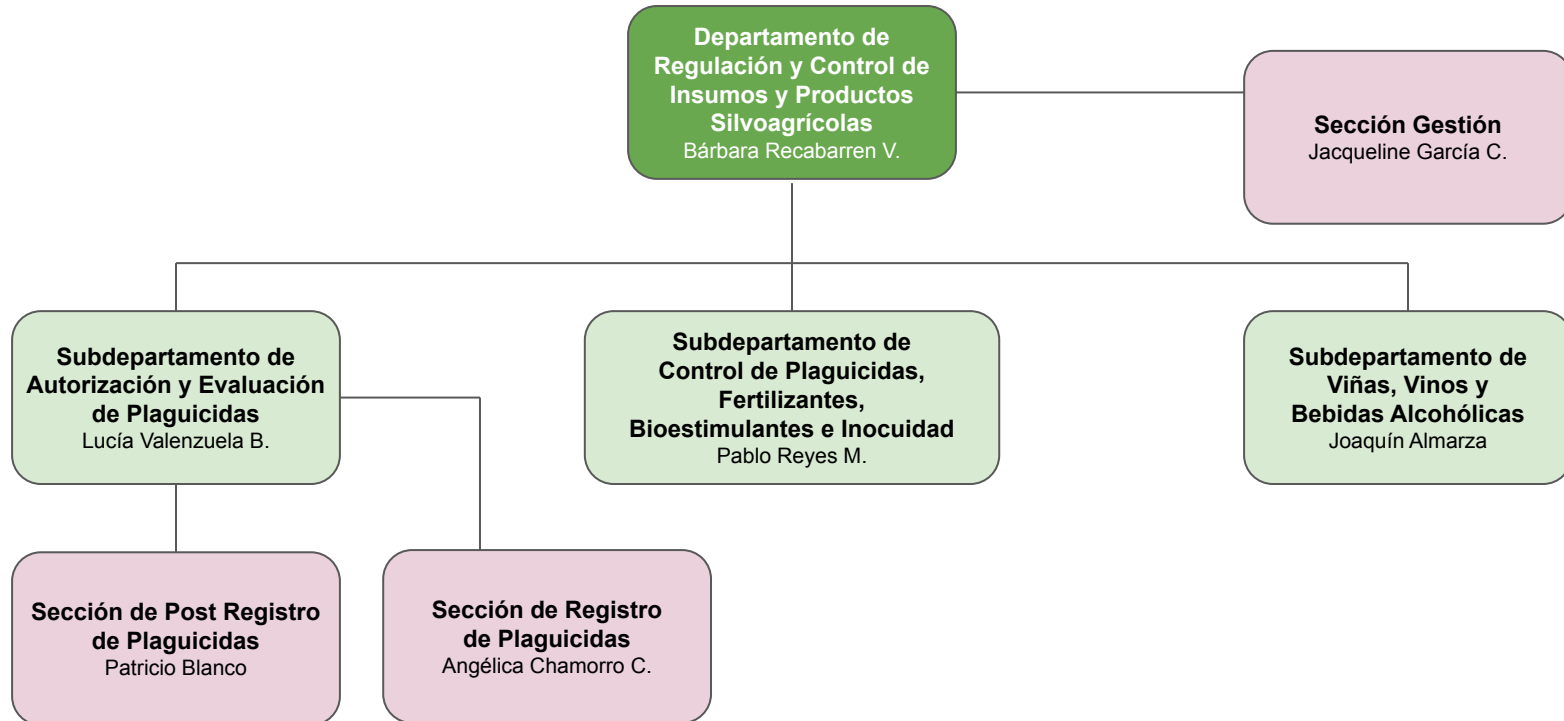 Departamento de
Regulación y Control de
Insumos y Productos
Silvoagrícolas
Bárbara Recabarren V.
Sección Gestión
Jacqueline García C.
Subdepartamento de
Autorización y Evaluación
de Plaguicidas
Lucía Valenzuela B.
Subdepartamento de
Control de Plaguicidas,
Fertilizantes,
Bioestimulantes e Inocuidad
Pablo Reyes M.
Subdepartamento de
Viñas, Vinos y
Bebidas Alcohólicas
Joaquín Almarza
Sección de Post Registro
de Plaguicidas
Patricio Blanco
Sección de Registro
de Plaguicidas
Angélica Chamorro C.